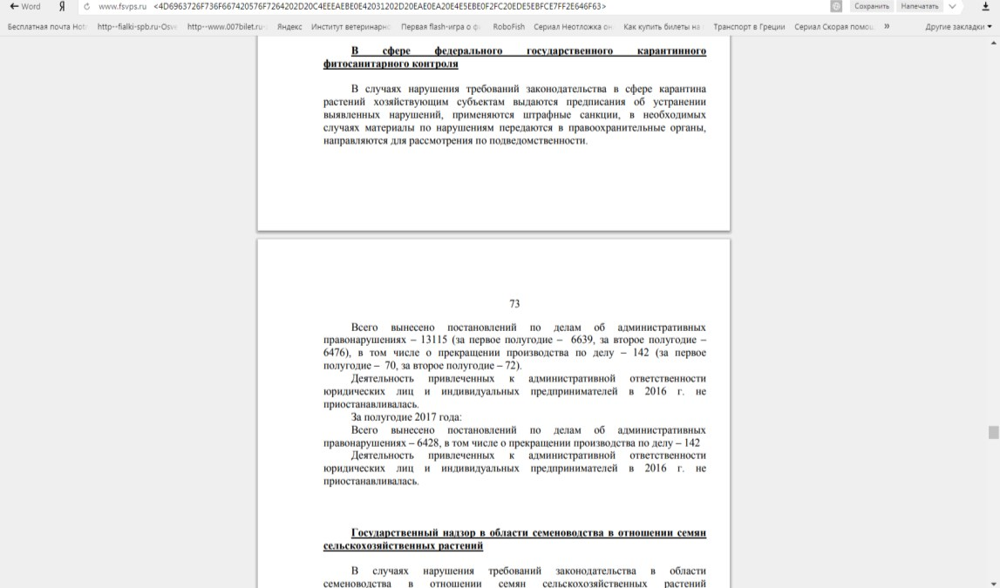 Word
Я
www.fsvps.ru <4D6963726F736F667420576F7264202D20C4EEEAEBE0E42031202D20EAE0EA20E4E5EBE0F2FC20EDE5EBFCE7FF2E646F63>
Сохранить
Напечатать
Бесплатная почта Hot
http--fialki-spb.ru-Osve
http--www.007bilet.ru-
Яндекс
Институт ветеринарно
Первая flash-игра о ф
RoboFish
Сериал Неотложка он
Как купить билеты на
Транспорт в Греции
Сериал Скорая помощ
»
Другие закладки
В сфере федерального государственного карантинного
фитосанитарного контроля
В случаях нарушения требований законодательства в сфере карантина
растений хозяйствующим субъектам выдаются предписания об устранении
выявленных нарушений, применяются штрафные санкции, в необходимых
случаях материалы по нарушениям передаются в правоохранительные органы,
направляются для рассмотрения по подведомственности.
73
Всего вынесено постановлений по делам об административных
правонарушениях – 13115 (за первое полугодие – 6639, за второе полугодие –
6476), в том числе о прекращении производства по делу – 142 (за первое
полугодие – 70, за второе полугодие – 72).
Деятельность привлеченных к административной ответственности
юридических лиц и индивидуальных предпринимателей в 2016 г. не
приостанавливалась.
За полугодие 2017 года:
Всего вынесено постановлений по делам об административных
правонарушениях – 6428, в том числе о прекращении производства по делу – 142
Деятельность привлеченных к административной ответственности
юридических лиц и индивидуальных предпринимателей в 2016 г. не
приостанавливалась.
Государственный надзор в области семеноводства в отношении семян
сельскохозяйственных растений
В случаях нарушения требований законодательства в области
семеноводства в отношении семян сельскохозяйственных растений